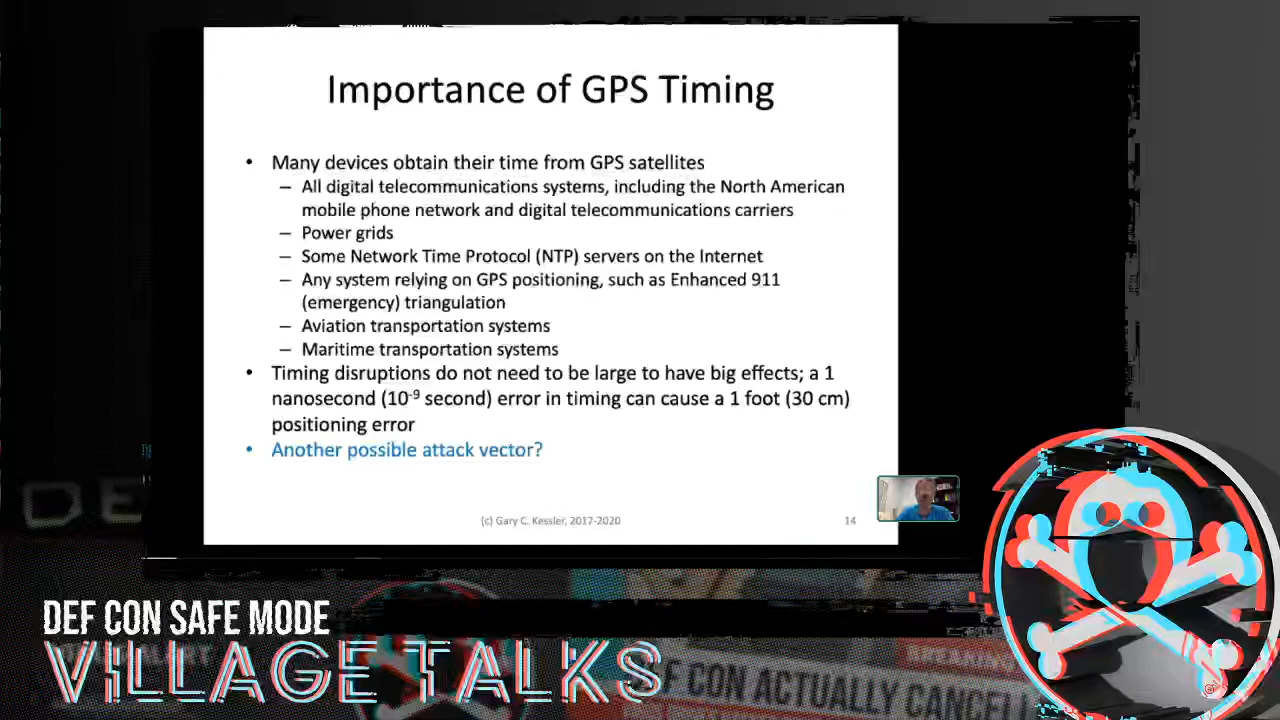 Importance of GPS Timing
• Many devices obtain their time from GPS satellites
– All digital telecommunications systems, including the North American
mobile phone network and digital telecommunications carriers
– Power grids
– Some Network Time Protocol (NTP) servers on the Internet
– Any system relying on GPS positioning, such as Enhanced 911
(emergency) triangulation
– Aviation transportation systems
– Maritime transportation systems
• Timing disruptions do not need to be large to have big effects; a 1
nanosecond (10⁻⁹ second) error in timing can cause a 1 foot (30 cm)
positioning error
• Another possible attack vector?
(c) Gary C. Kessler, 2017-2020
14
DEF CON SAFE MODE
VILLAGE TALKS
DEF CON ACTUALLY CANCEL